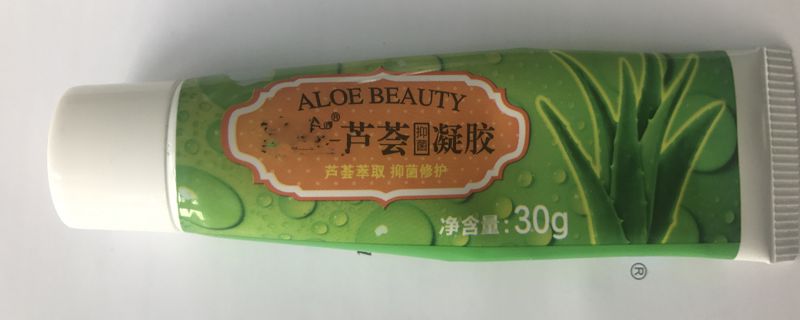 ALOE BEAUTY
®芦荟抑菌凝胶
芦荟萃取 抑菌修护
净含量:30g
®